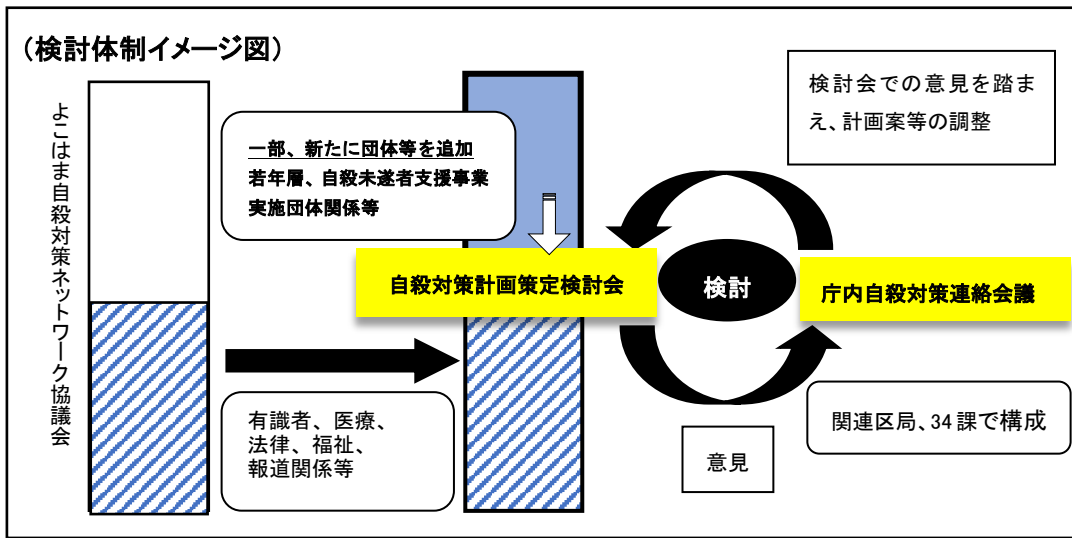 （検討体制イメージ図）
よこはま自殺対策ネットワーク協議会
一部、新たに団体等を追加
若年層、自殺未遂者支援事業
実施団体関係等
検討会での意見を踏ま
え、計画案等の調整
自殺対策計画策定検討会
検討
庁内自殺対策連絡会議
有識者、医療、
法律、福祉、
報道関係等
意見
関連区局、34課で構成